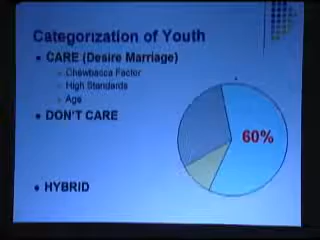 Categorization of Youth
CARE (Desire Marriage)
Chewbacca Factor
High Standards
Age
DON'T CARE
60%
HYBRID